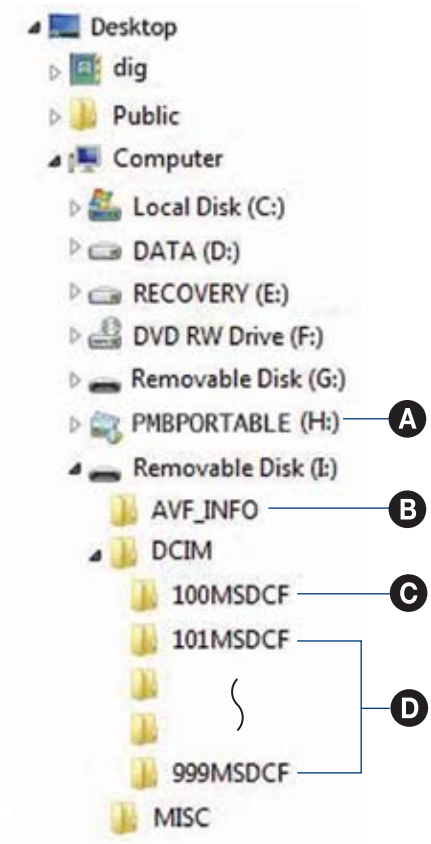 Desktop
dig
Public
Computer
Local Disk (C:)
DATA (D:)
RECOVERY (E:)
DVD RW Drive (F:)
Removable Disk (G:)
PMBPORTABLE (H:) A
Removable Disk (I:)
AVF_INFO B
DCIM
100MSDCF C
101MSDCF
D
999MSDCF
MISC